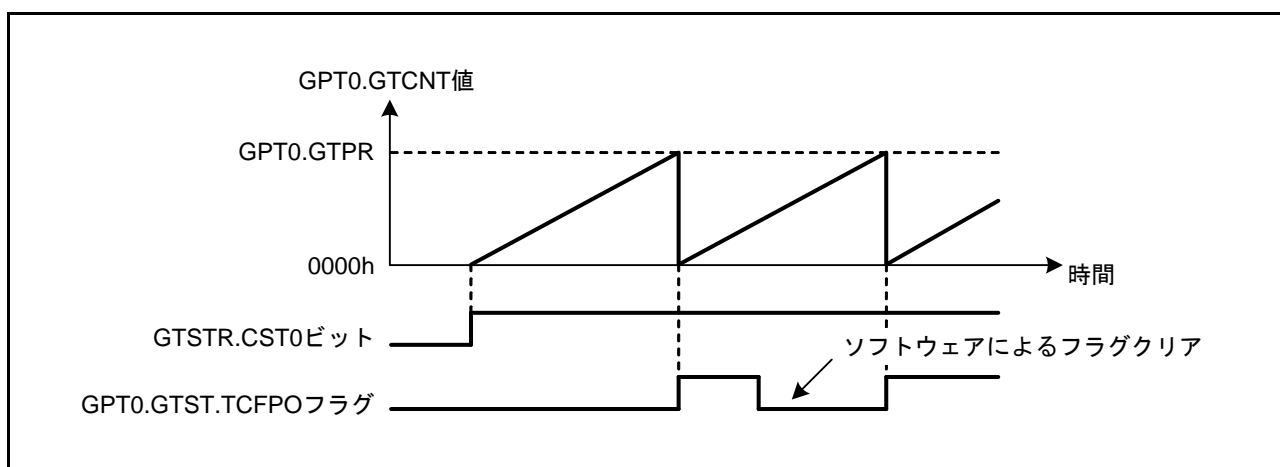 GPT0.GTCNT値
GPT0.GTPR
0000h
時間
GTSTR.CST0ビット
ソフトウェアによるフラグクリア
GPT0.GTST.TCFPOフラグ